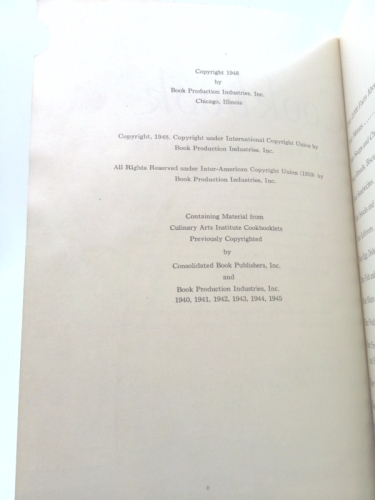 Copyright 1948
by
Book Production Industries, Inc.
Chicago, Illinois
Copyright, 1948. Copyright under International Copyright Union by
Book Production Industries, Inc.
All Rights Reserved under Inter-American Copyright Union (1910) by
Book Production Industries, Inc.
Containing Material from
Culinary Arts Institute Cookbooklets
Previously Copyrighted
by
Consolidated Book Publishers, Inc.
and
Book Production Industries, Inc.
1940, 1941, 1942, 1943, 1944, 1945